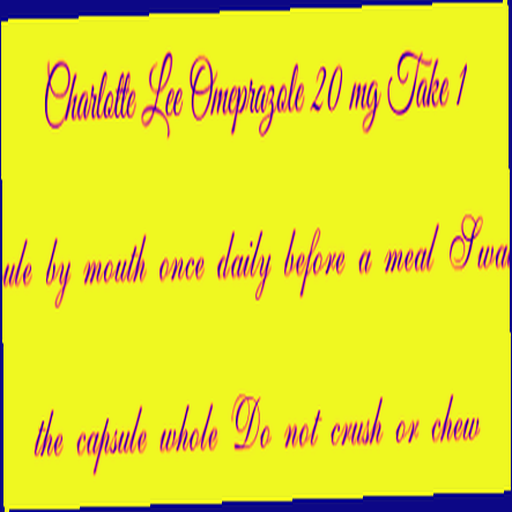 Charlotte Lee Omeprazole 20 mg Take 1
ule by mouth once daily before a meal Swa
the capsule whole Do not crush or chew